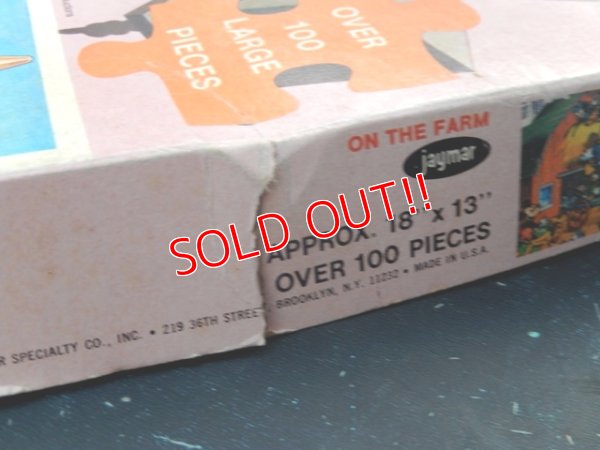 OVER
100
LARGE
PIECES
ON THE FARM
jaymar
SOLD OUT!!
APPROX. 18" x 13"
OVER 100 PIECES
BROOKLYN, N.Y. 11232 • MADE IN U.S.A.
R SPECIALTY CO., INC. • 219 36TH STREET